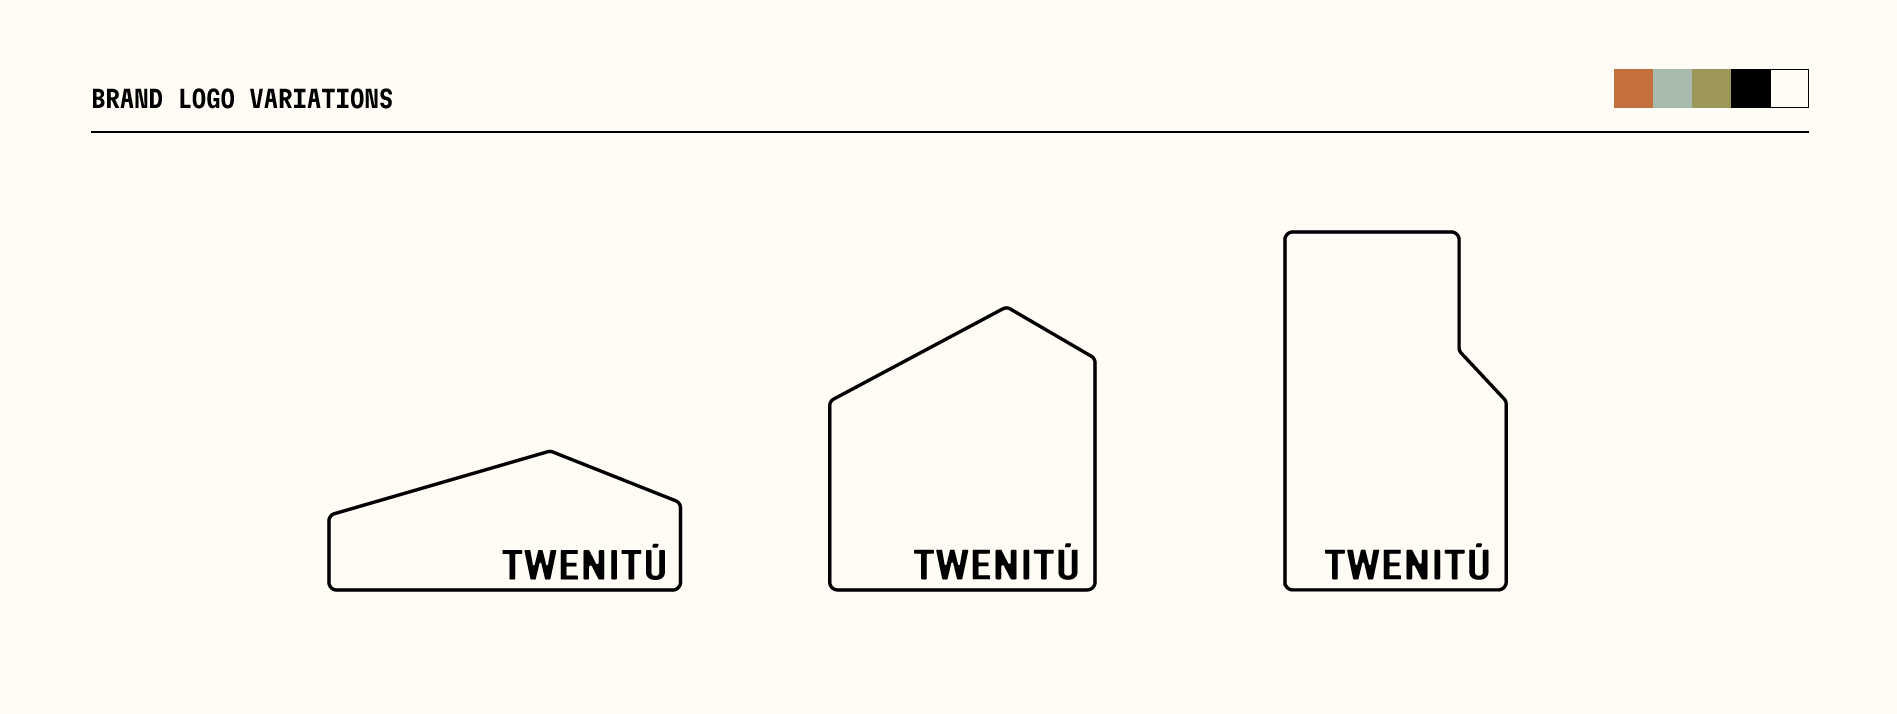 BRAND LOGO VARIATIONS
TWENITÚ
TWENITÚ
TWENITÚ